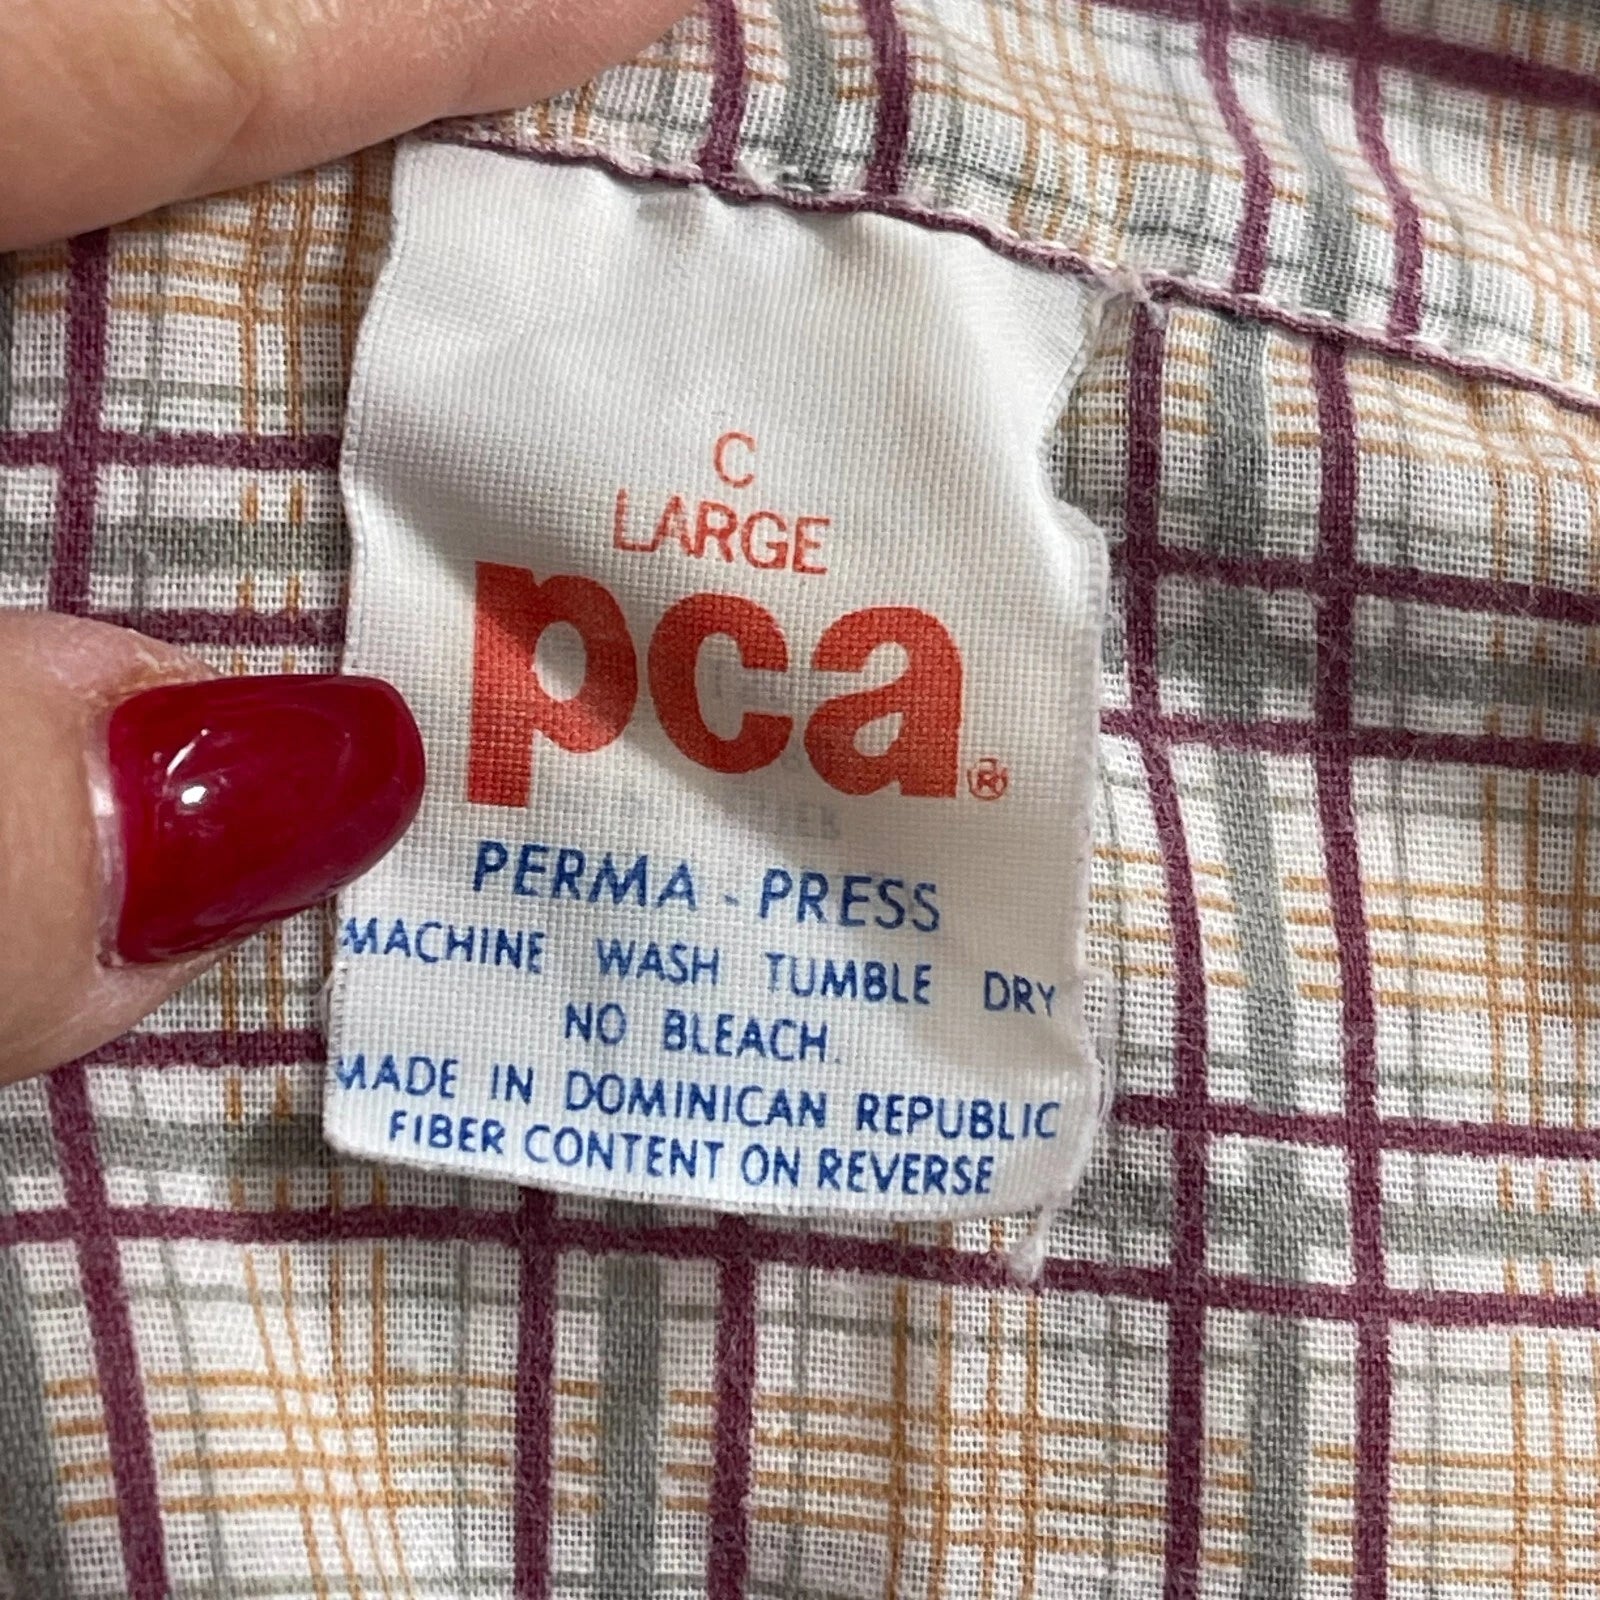 C
LARGE
pca®
PERMA - PRESS
MACHINE WASH TUMBLE DRY
NO BLEACH.
MADE IN DOMINICAN REPUBLIC
FIBER CONTENT ON REVERSE